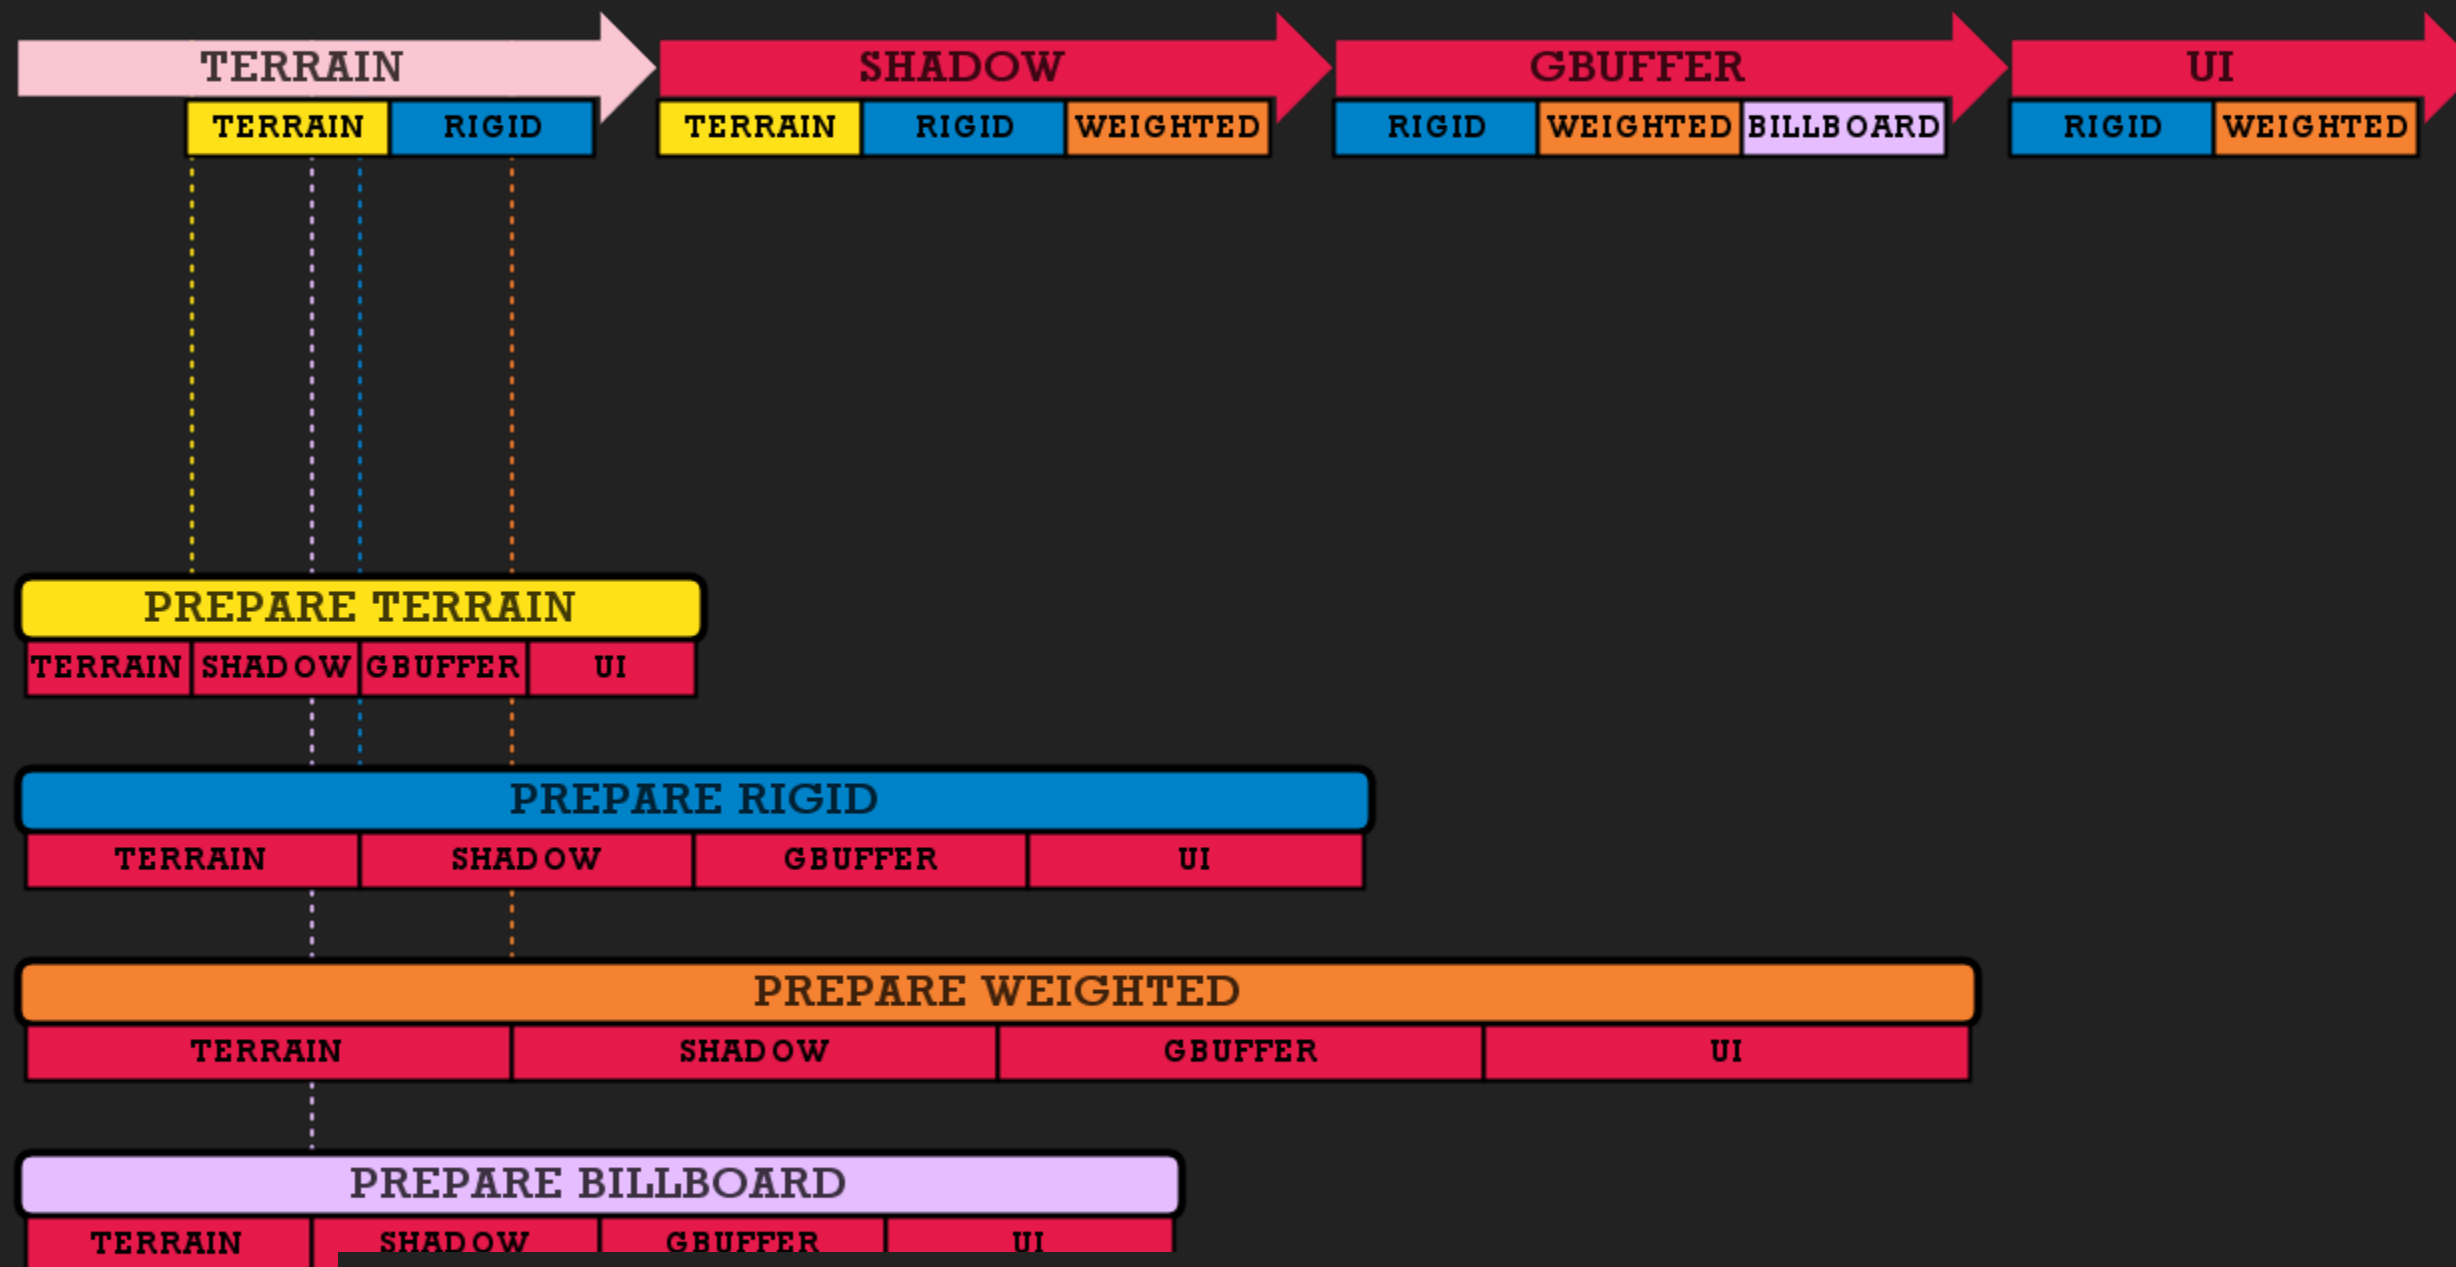 TERRAIN SHADOW GBUFFER UI
TERRAIN RIGID TERRAIN RIGID WEIGHTED RIGID WEIGHTED BILLBOARD RIGID WEIGHTED
PREPARE TERRAIN
TERRAIN SHADOW GBUFFER UI
PREPARE RIGID
TERRAIN SHADOW GBUFFER UI
PREPARE WEIGHTED
TERRAIN SHADOW GBUFFER UI
PREPARE BILLBOARD
TERRAIN SHADOW GBUFFER UI